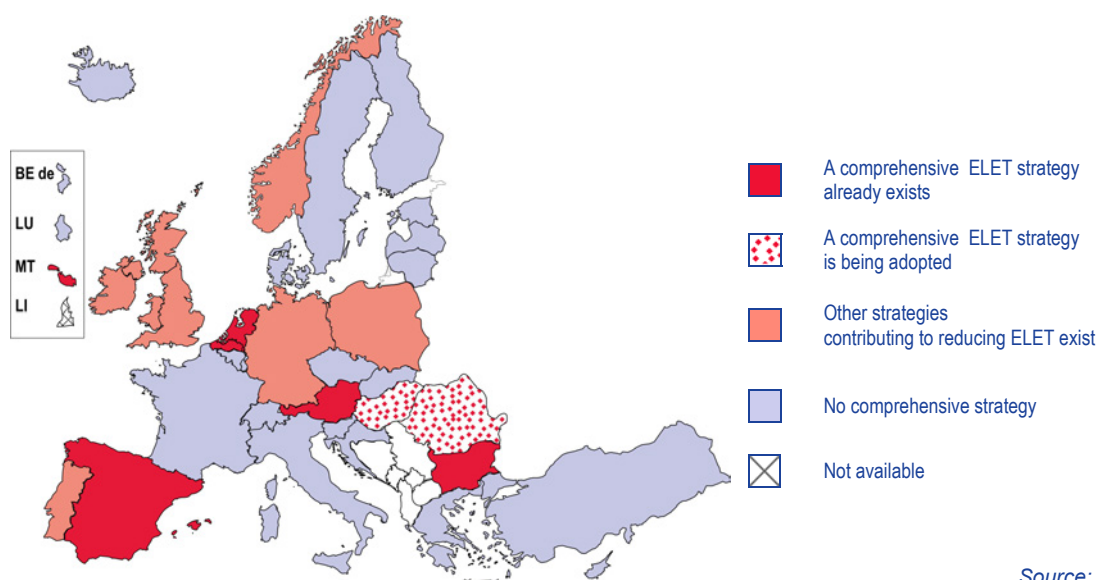 BE de
LU
MT
LI
A comprehensive ELET strategy
already exists
A comprehensive ELET strategy
is being adopted
Other strategies
contributing to reducing ELET exist
No comprehensive strategy
Not available
Source: